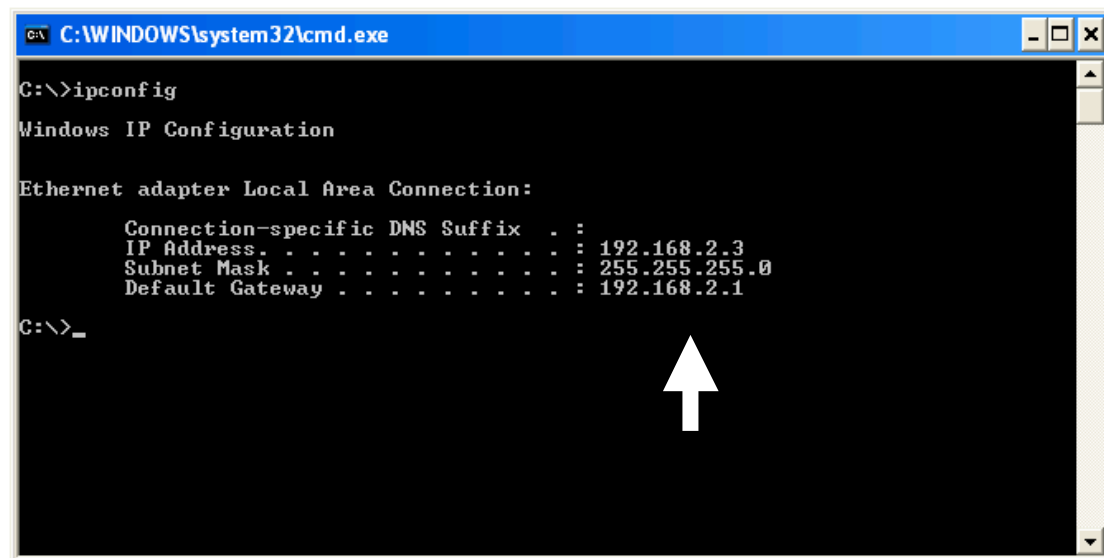 C:\WINDOWS\system32\cmd.exe
C:\>ipconfig
Windows IP Configuration
Ethernet adapter Local Area Connection:
Connection-specific DNS Suffix  . :
IP Address. . . . . . . . . . . . : 192.168.2.3
Subnet Mask . . . . . . . . . . . : 255.255.255.0
Default Gateway . . . . . . . . . : 192.168.2.1
C:\>_